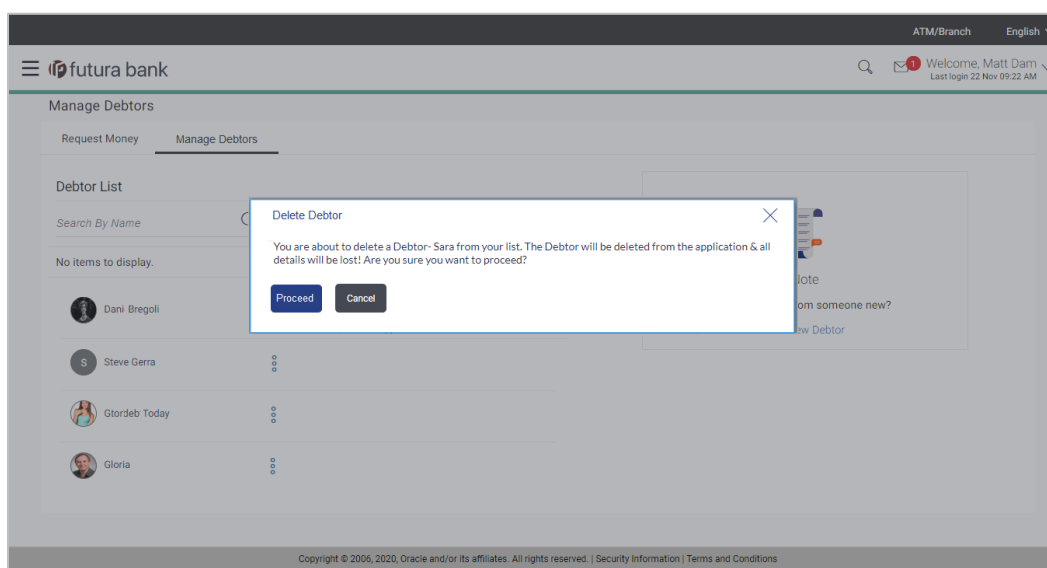 ATM/Branch English
futura bank
1
Welcome, Matt Dam
Last login 22 Nov 09:22 AM
Manage Debtors
Request Money Manage Debtors
Debtor List
Search By Name
No items to display.
Delete Debtor
You are about to delete a Debtor- Sara from your list. The Debtor will be deleted from the application & all
details will be lost! Are you sure you want to proceed?
Proceed Cancel
Dani Bregoli
S Steve Gerra
Gtordeb Today
Gloria
om someone new?
Debtor
Copyright © 2006, 2020, Oracle and/or its affiliates. All rights reserved. | Security Information | Terms and Conditions